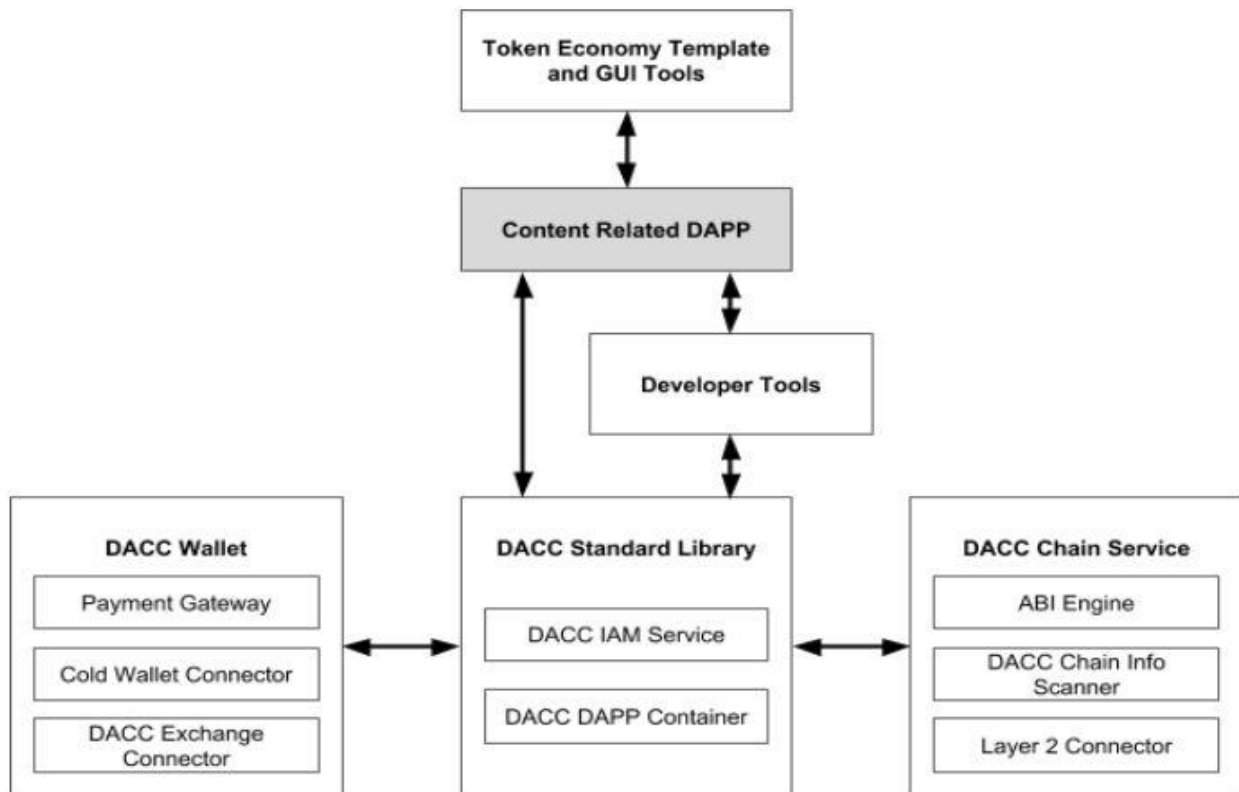 Token Economy Template
and GUI Tools
Content Related DAPP
Developer Tools
DACC Wallet
Payment Gateway
Cold Wallet Connector
DACC Exchange
Connector
DACC Standard Library
DACC IAM Service
DACC DAPP Container
DACC Chain Service
ABI Engine
DACC Chain Info
Scanner
Layer 2 Connector